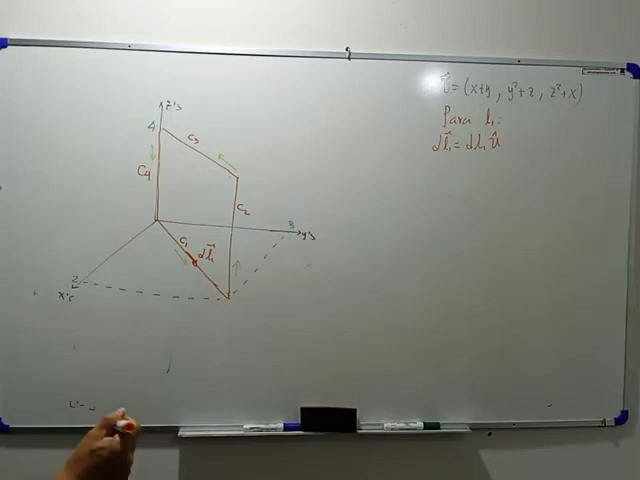 z's
4
C3
C4
C2
3
y's
C1
dl⃗₁
2
x's
v⃗ = (x+y , y²+z , z²+x)
Para l₁:
dl⃗₁ = dl₁ û